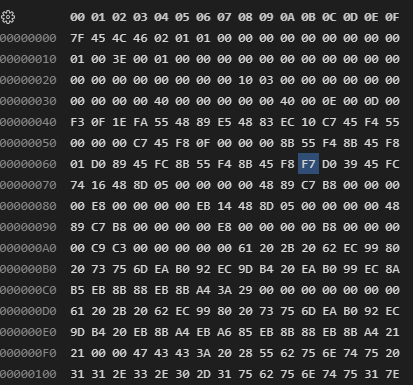 00 01 02 03 04 05 06 07 08 09 0A 0B 0C 0D 0E 0F
00000000 7F 45 4C 46 02 01 01 00 00 00 00 00 00 00 00 00
00000010 01 00 3E 00 01 00 00 00 00 00 00 00 00 00 00 00
00000020 00 00 00 00 00 00 00 00 10 03 00 00 00 00 00 00
00000030 00 00 00 00 40 00 00 00 00 00 40 00 0E 00 0D 00
00000040 F3 0F 1E FA 55 48 89 E5 48 83 EC 10 C7 45 F4 55
00000050 00 00 00 C7 45 F8 0F 00 00 00 8B 55 F4 8B 45 F8
00000060 01 D0 89 45 FC 8B 55 F4 8B 45 F8 F7 D0 39 45 FC
00000070 74 16 48 8D 05 00 00 00 00 48 89 C7 B8 00 00 00
00000080 00 E8 00 00 00 00 EB 14 48 8D 05 00 00 00 00 48
00000090 89 C7 B8 00 00 00 00 E8 00 00 00 00 B8 00 00 00
000000A0 00 C9 C3 00 00 00 00 00 61 20 2B 20 62 EC 99 80
000000B0 20 73 75 6D EA B0 92 EC 9D B4 20 EA B0 99 EC 8A
000000C0 B5 EB 8B 88 EB 8B A4 3A 29 00 00 00 00 00 00 00
000000D0 61 20 2B 20 62 EC 99 80 20 73 75 6D EA B0 92 EC
000000E0 9D B4 20 EB 8B A4 EB A6 85 EB 8B 88 EB 8B A4 21
000000F0 21 00 00 47 43 43 3A 20 28 55 62 75 6E 74 75 20
00000100 31 31 2E 33 2E 30 2D 31 75 62 75 6E 74 75 31 7E